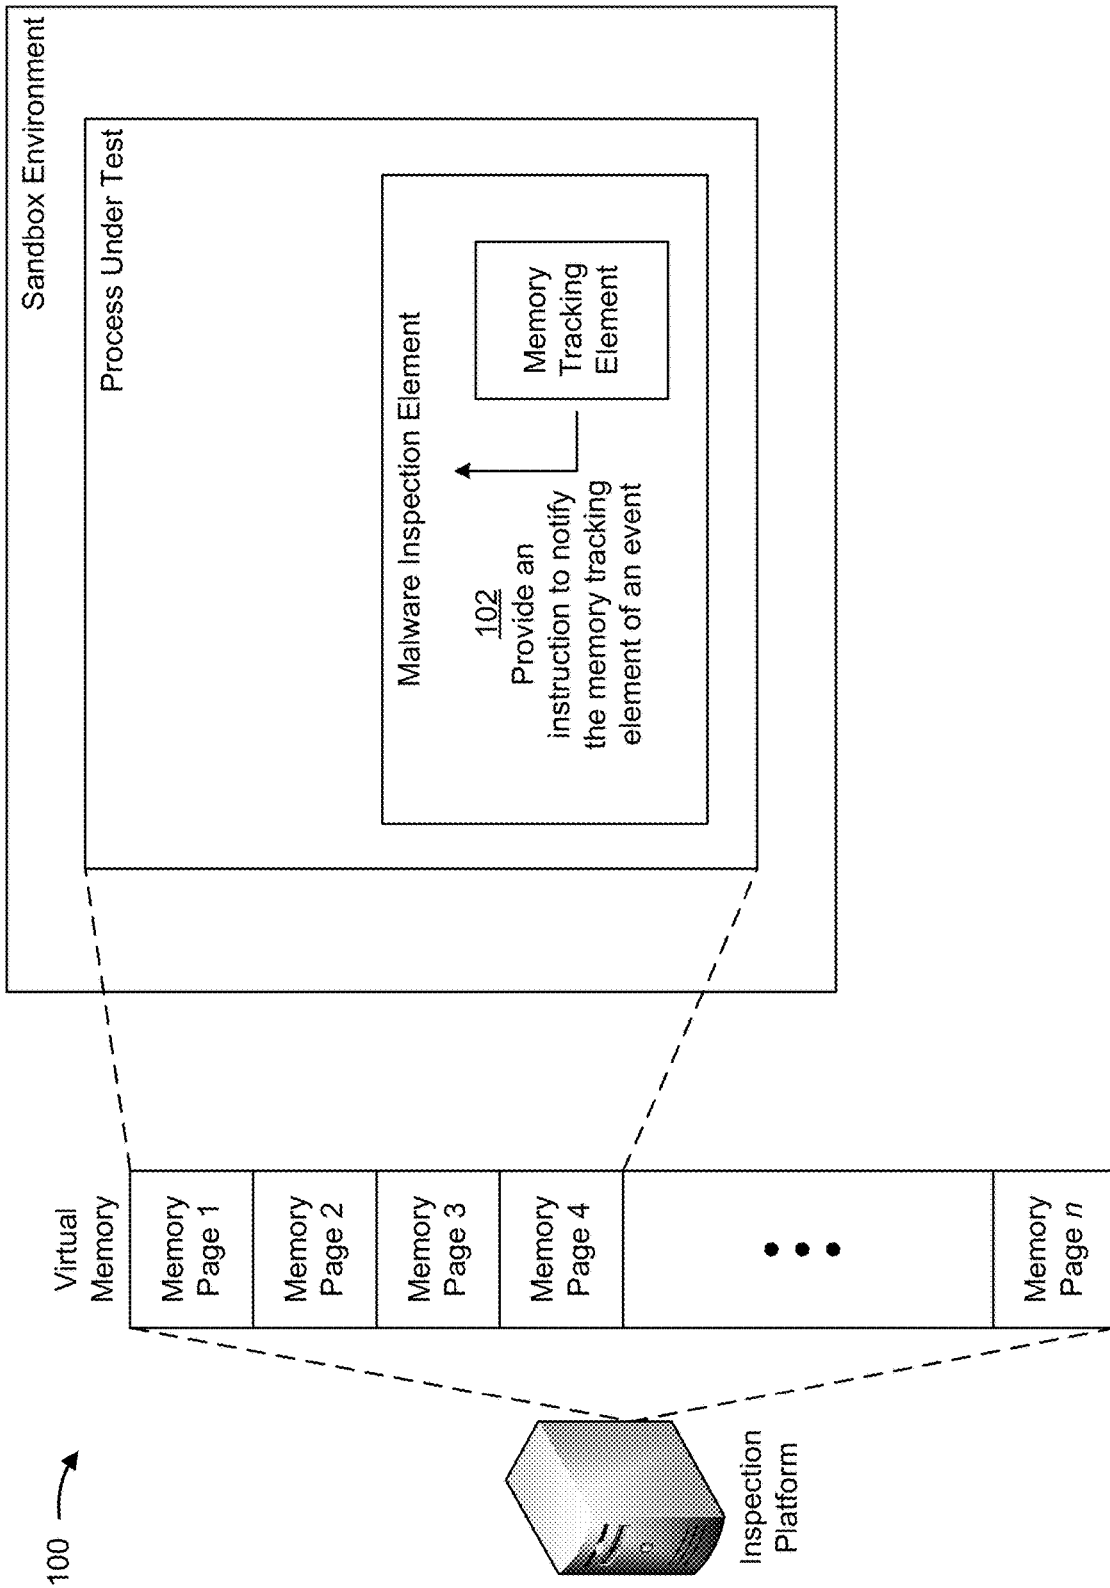 100
Inspection
Platform
Virtual
Memory
Memory
Page 1
Memory
Page 2
Memory
Page 3
Memory
Page 4
Memory
Page n
Sandbox Environment
Process Under Test
Malware Inspection Element
102
Provide an
instruction to notify
the memory tracking
element of an event
Memory
Tracking
Element